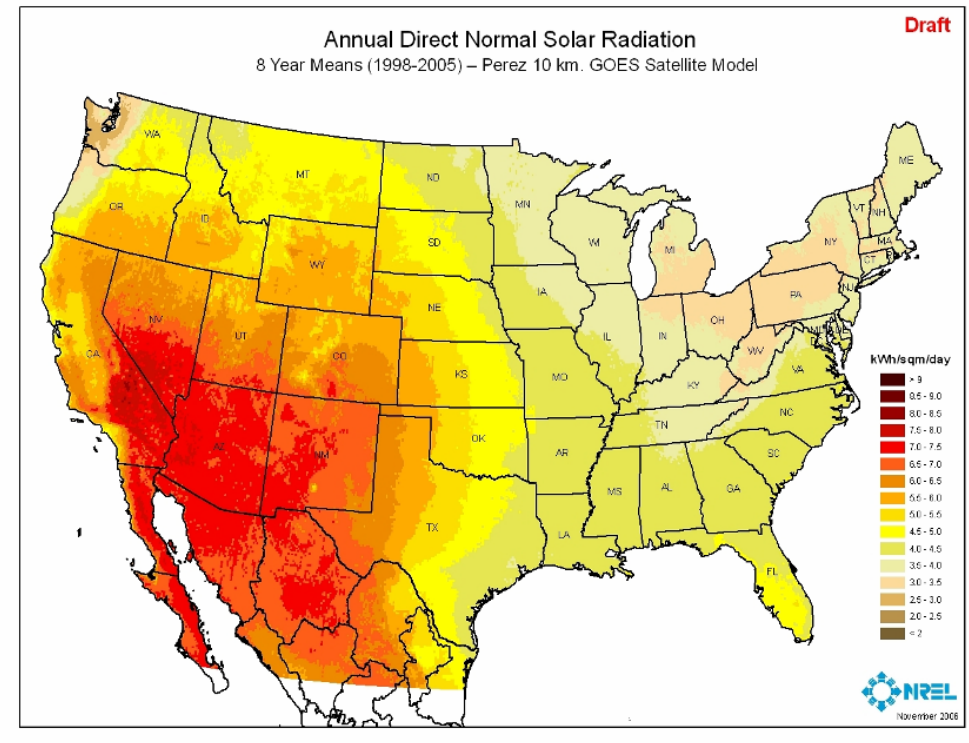 Draft
Annual Direct Normal Solar Radiation
8 Year Means (1998-2005) – Perez 10 km. GOES Satellite Model
WA
MT
ND
MN
ME
OR
ID
WY
SD
WI
MI
NY
VT
NH
MA
CT
NV
UT
CO
NE
IA
IL
IN
OH
PA
NJ
CA
KS
MO
KY
WV
VA
AZ
NM
OK
AR
TN
NC
SC
TX
LA
MS
AL
GA
FL
kWh/sqm/day
> 9
8.5 - 9.0
8.0 - 8.5
7.5 - 8.0
7.0 - 7.5
6.5 - 7.0
6.0 - 6.5
5.5 - 6.0
5.0 - 5.5
4.5 - 5.0
4.0 - 4.5
3.5 - 4.0
3.0 - 3.5
2.5 - 3.0
2.0 - 2.5
< 2
NREL